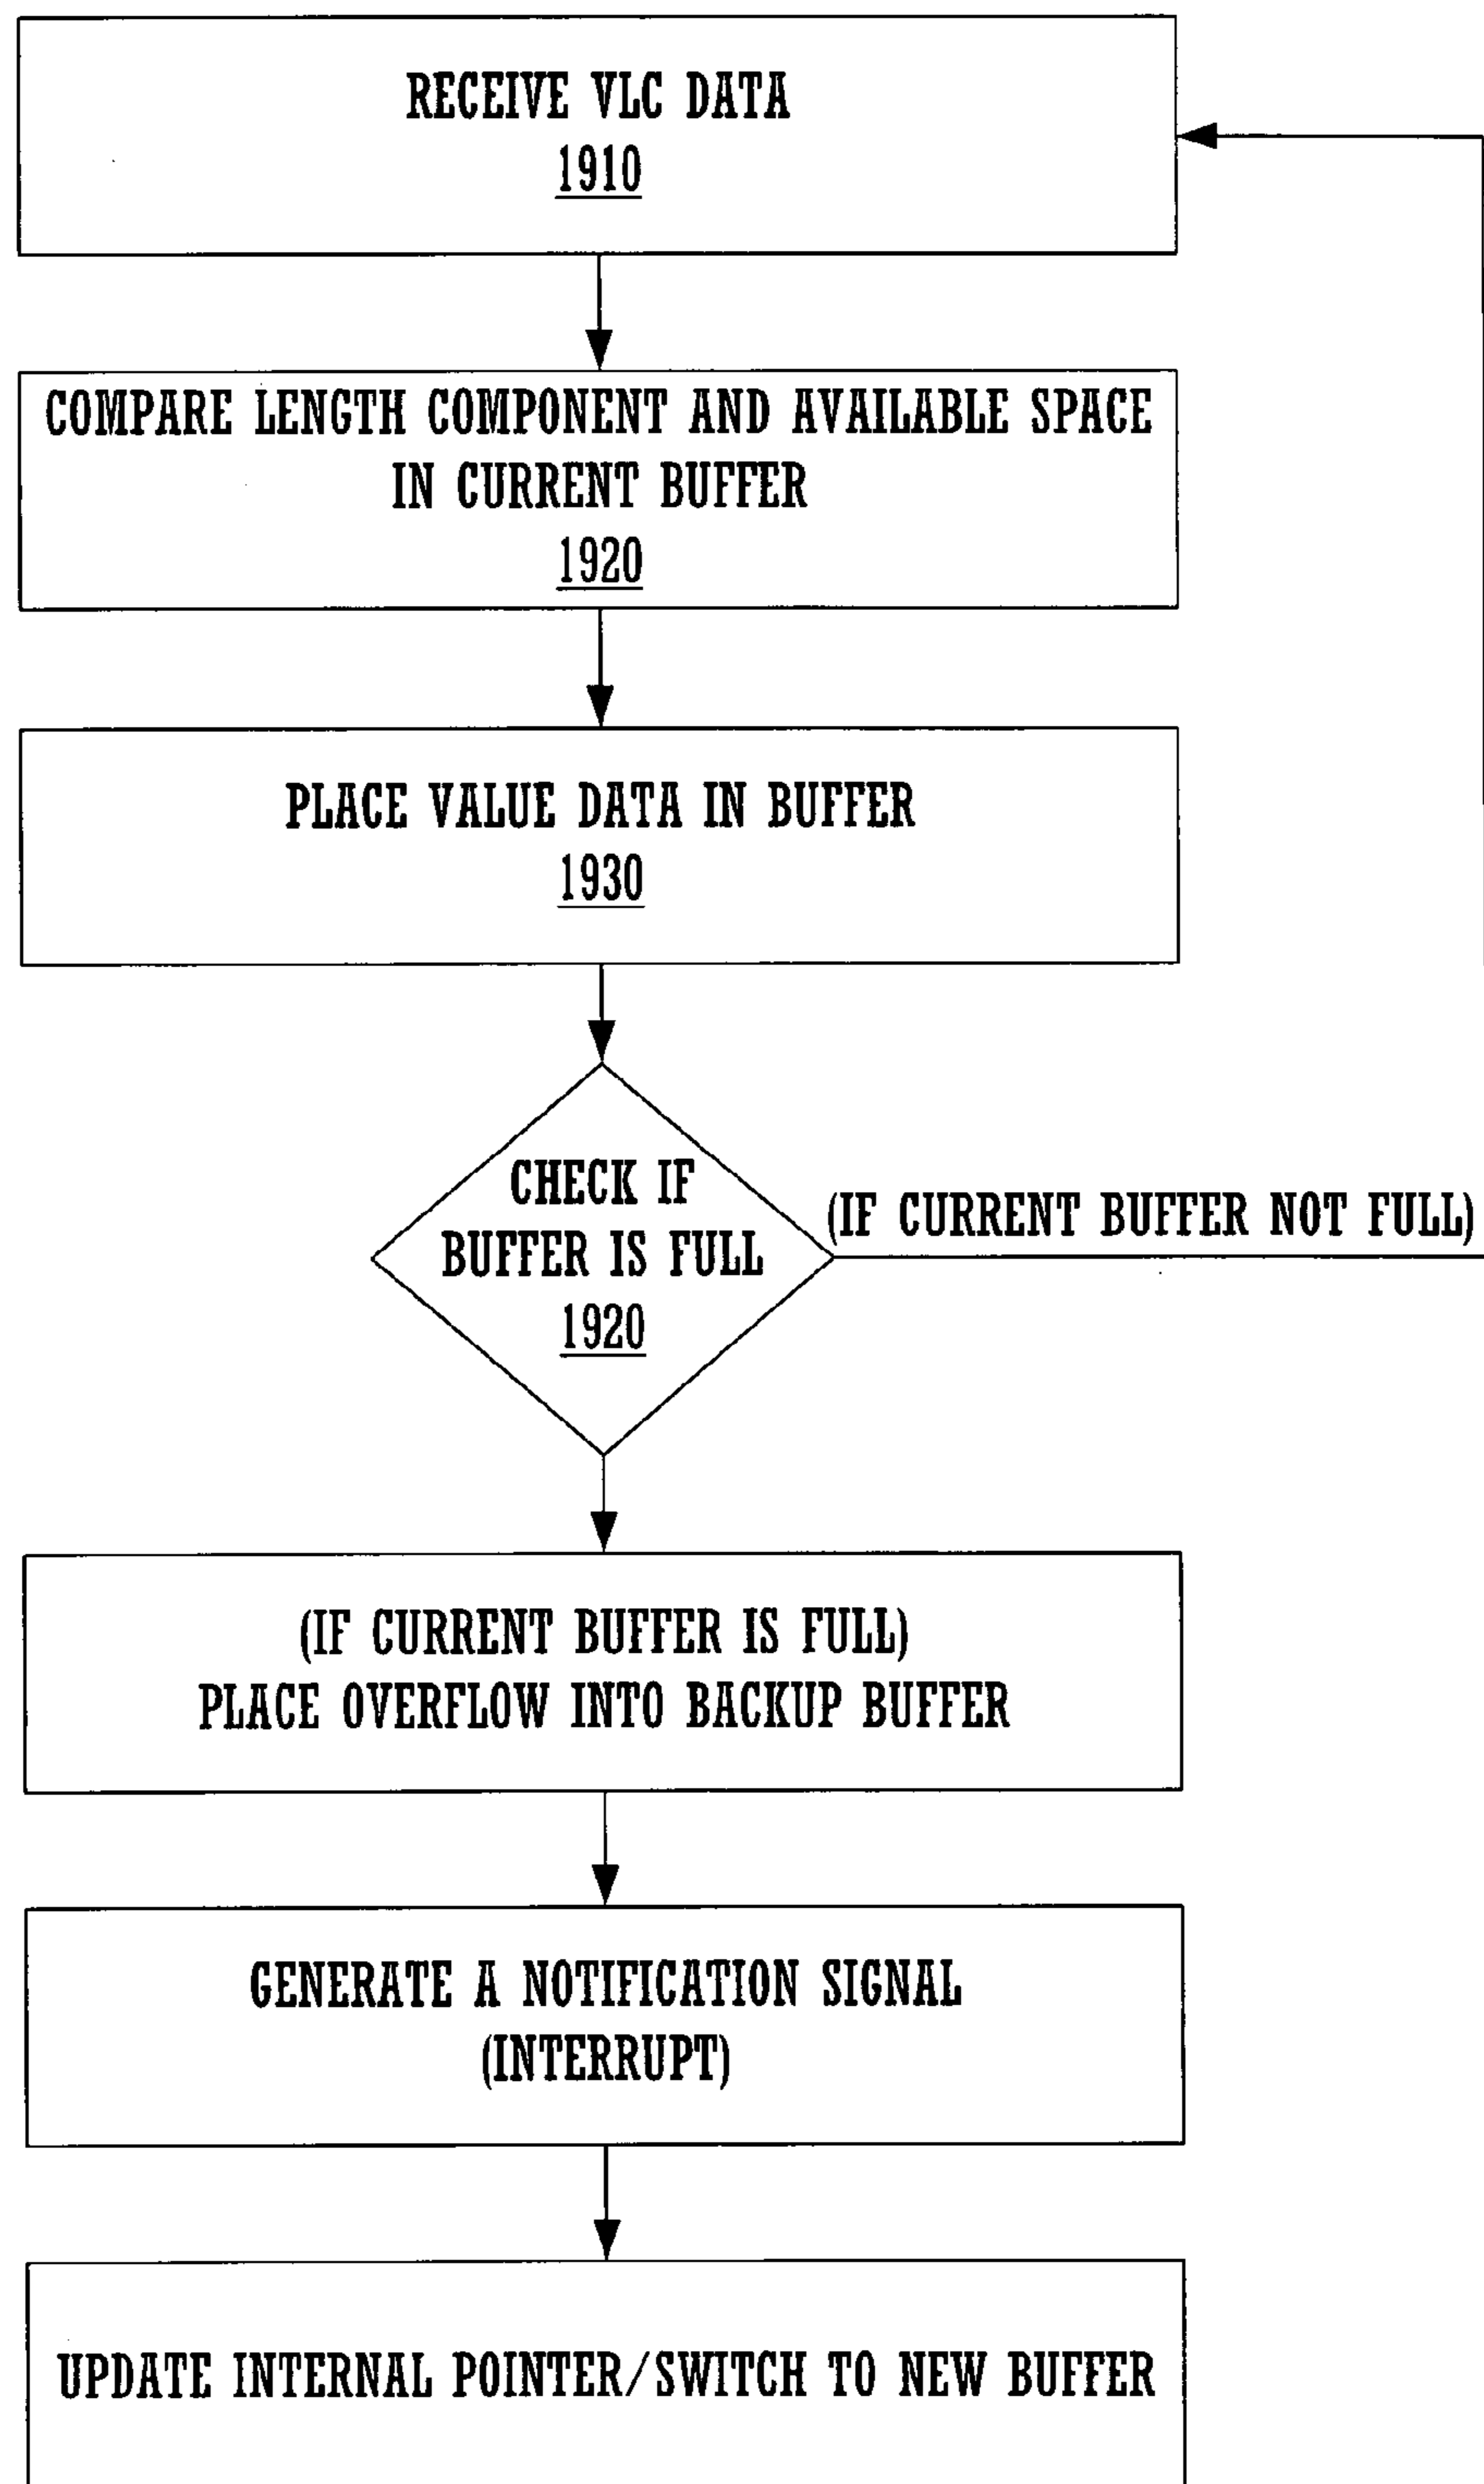 RECEIVE VLC DATA
1910
COMPARE LENGTH COMPONENT AND AVAILABLE SPACE
IN CURRENT BUFFER
1920
PLACE VALUE DATA IN BUFFER
1930
CHECK IF
BUFFER IS FULL
1920
(IF CURRENT BUFFER NOT FULL)
(IF CURRENT BUFFER IS FULL)
PLACE OVERFLOW INTO BACKUP BUFFER
GENERATE A NOTIFICATION SIGNAL
(INTERRUPT)
UPDATE INTERNAL POINTER/SWITCH TO NEW BUFFER